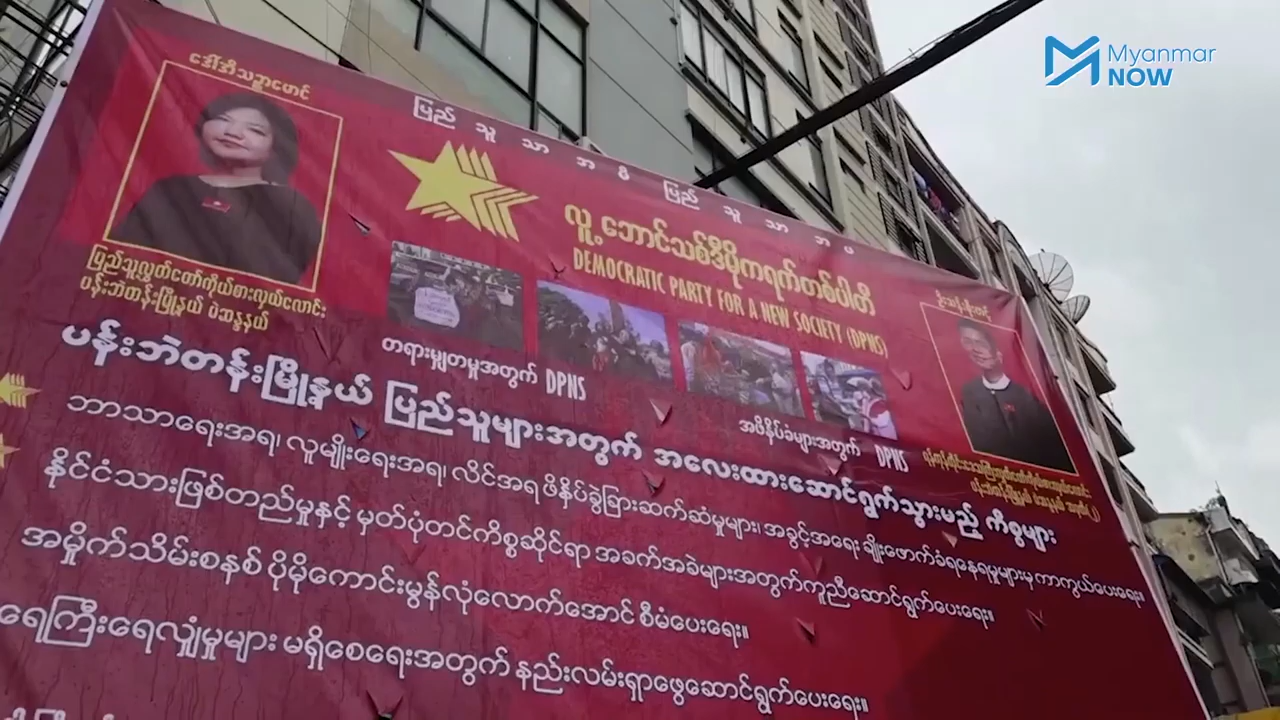 Myanmar
NOW
ပြည် သူ သာ အ မိ ပြည် သူ သာ အ ဖ
လူ့ဘောင်သစ်ဒီမိုကရက်တစ်ပါတီ
DEMOCRATIC PARTY FOR A NEW SOCIETY (DPNS)
ပြည်သူ့လွှတ်တော်ကိုယ်စားလှယ်လောင်း
ပန်းဘဲတန်းမြို့နယ် မဲဆန္ဒနယ်
တရားမျှတမှုအတွက် DPNS
အဖိနှိပ်ခံများအတွက် DPNS
ပန်းဘဲတန်းမြို့နယ် ပြည်သူများအတွက် အလေးထားဆောင်ရွက်သွားမည့် ကိစ္စများ
ဘာသာရေးအရ၊ လူမျိုးရေးအရ၊ လိင်အရ ဖိနှိပ်ခွဲခြားဆက်ဆံမှုများ၊ အခွင့်အရေး ချိုးဖောက်ခံရနေရမှုများမှ ကာကွယ်ပေးရေး။
နိုင်ငံသားဖြစ်တည်မှုနှင့် မှတ်ပုံတင်ကိစ္စဆိုင်ရာ အခက်အခဲများအတွက် ကူညီဆောင်ရွက်ပေးရေး။
အမှိုက်သိမ်းစနစ် ပိုမိုကောင်းမွန်လုံလောက်အောင် စီမံပေးရေး။
ရေကြီးရေလျှံမှုများ မရှိစေရေးအတွက် နည်းလမ်းရှာဖွေဆောင်ရွက်ပေးရေး။